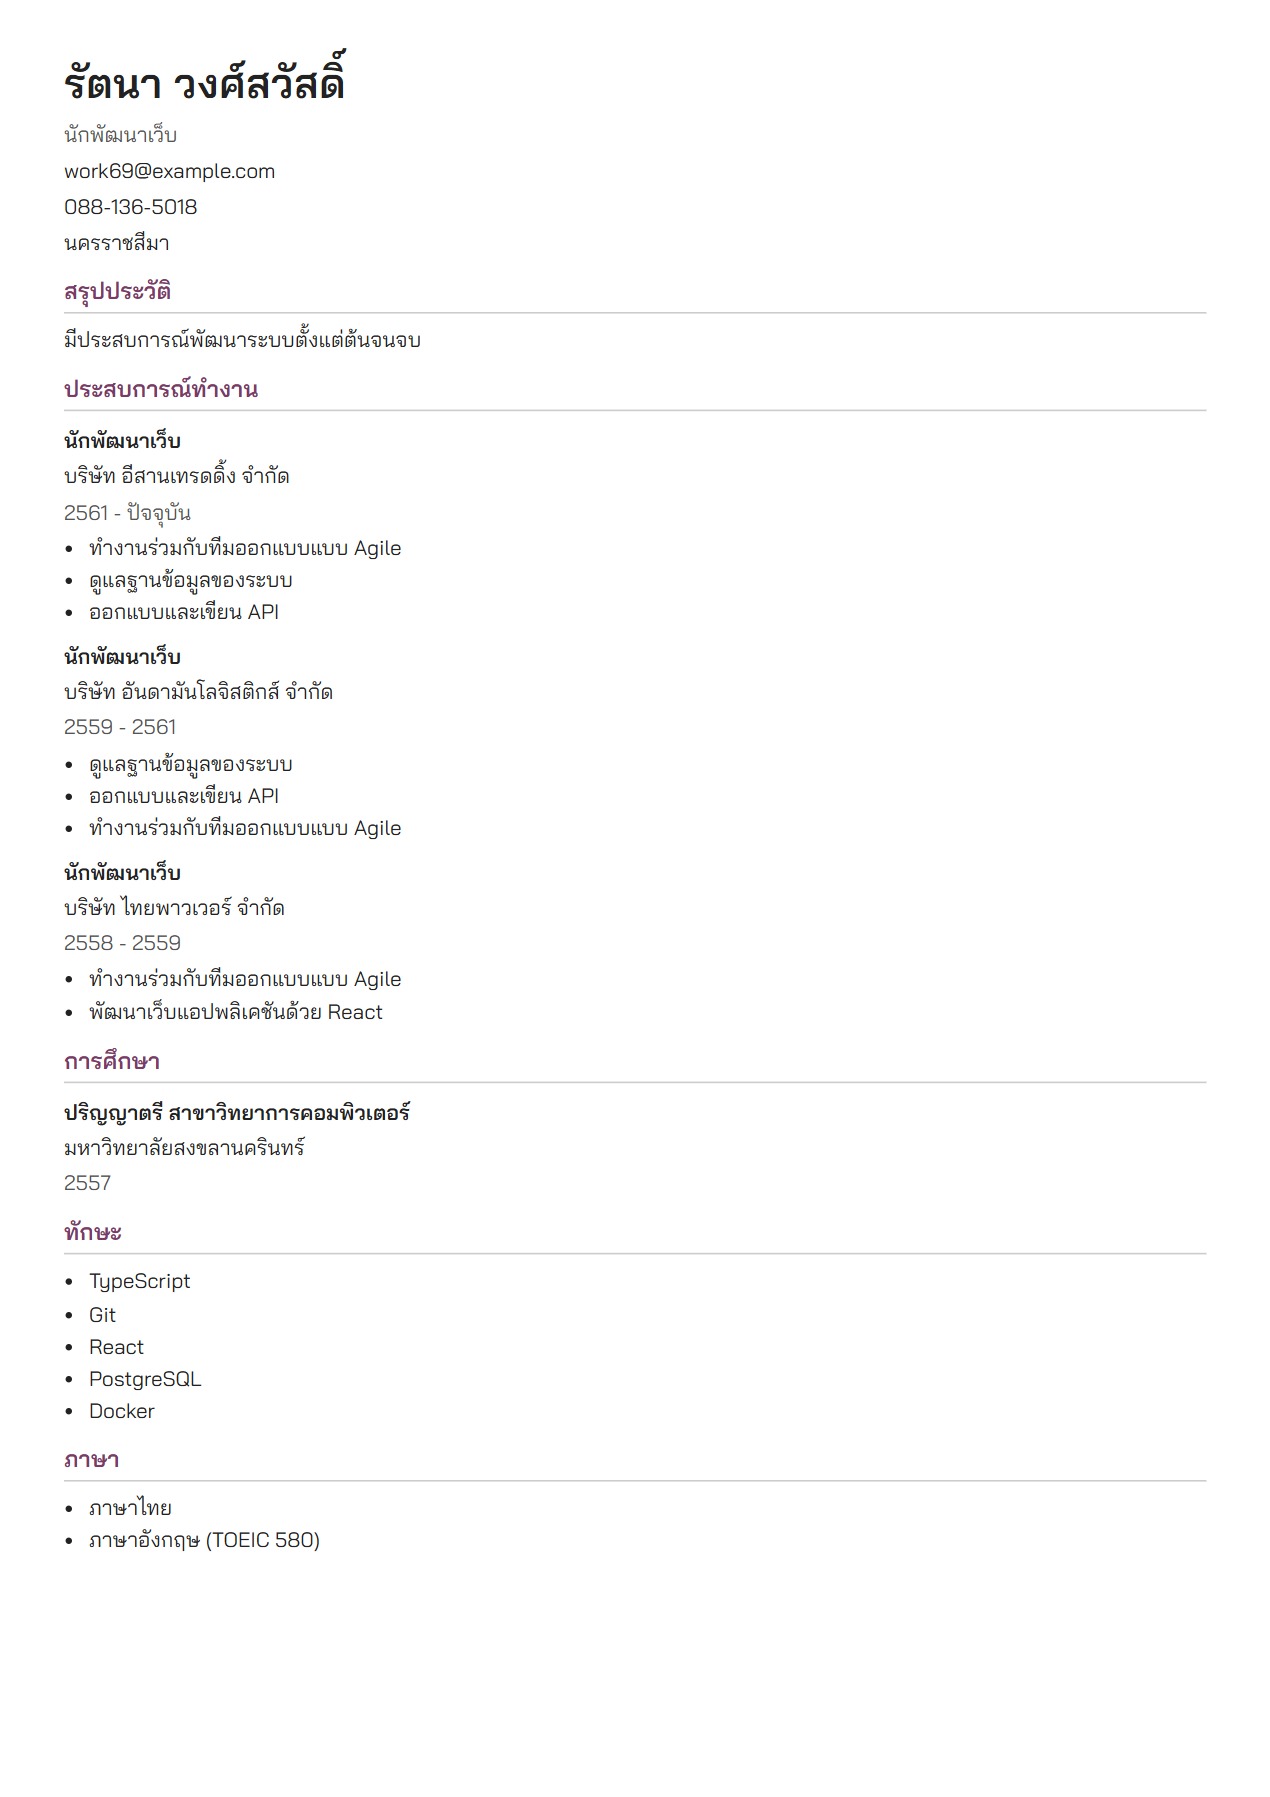 รัตนา วงศ์สวัสดิ์
นักพัฒนาเว็บ
work69@example.com
088-136-5018
นครราชสีมา
สรุปประวัติ
มีประสบการณ์พัฒนาระบบตั้งแต่ต้นจนจบ
ประสบการณ์ทำงาน
นักพัฒนาเว็บ
บริษัท อีสานเทรดดิ้ง จำกัด
2561 - ปัจจุบัน
• ทำงานร่วมกับทีมออกแบบแบบ Agile
• ดูแลฐานข้อมูลของระบบ
• ออกแบบและเขียน API
นักพัฒนาเว็บ
บริษัท อันดามันโลจิสติกส์ จำกัด
2559 - 2561
• ดูแลฐานข้อมูลของระบบ
• ออกแบบและเขียน API
• ทำงานร่วมกับทีมออกแบบแบบ Agile
นักพัฒนาเว็บ
บริษัท ไทยพาวเวอร์ จำกัด
2558 - 2559
• ทำงานร่วมกับทีมออกแบบแบบ Agile
• พัฒนาเว็บแอปพลิเคชันด้วย React
การศึกษา
ปริญญาตรี สาขาวิทยาการคอมพิวเตอร์
มหาวิทยาลัยสงขลานครินทร์
2557
ทักษะ
• TypeScript
• Git
• React
• PostgreSQL
• Docker
ภาษา
• ภาษาไทย
• ภาษาอังกฤษ (TOEIC 580)